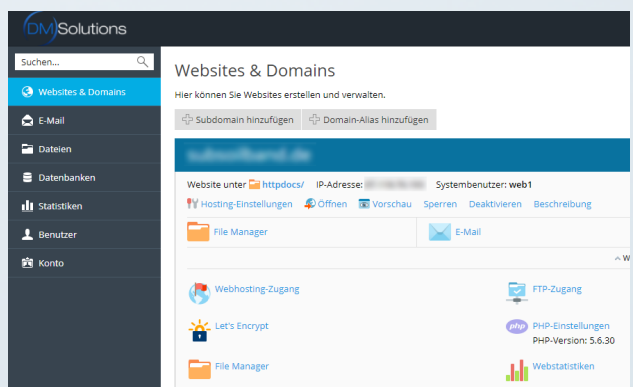 DM Solutions
Suchen...
Websites & Domains
E-Mail
Dateien
Datenbanken
Statistiken
Benutzer
Konto
Websites & Domains
Hier können Sie Websites erstellen und verwalten.
Subdomain hinzufügen Domain-Alias hinzufügen
Website unter httpdocs/ IP-Adresse: Systembenutzer: web1
Hosting-Einstellungen Öffnen Vorschau Sperren Deaktivieren Beschreibung
File Manager E-Mail
W
Webhosting-Zugang FTP-Zugang
Let's Encrypt php PHP-Einstellungen
PHP-Version: 5.6.30
File Manager Webstatistiken